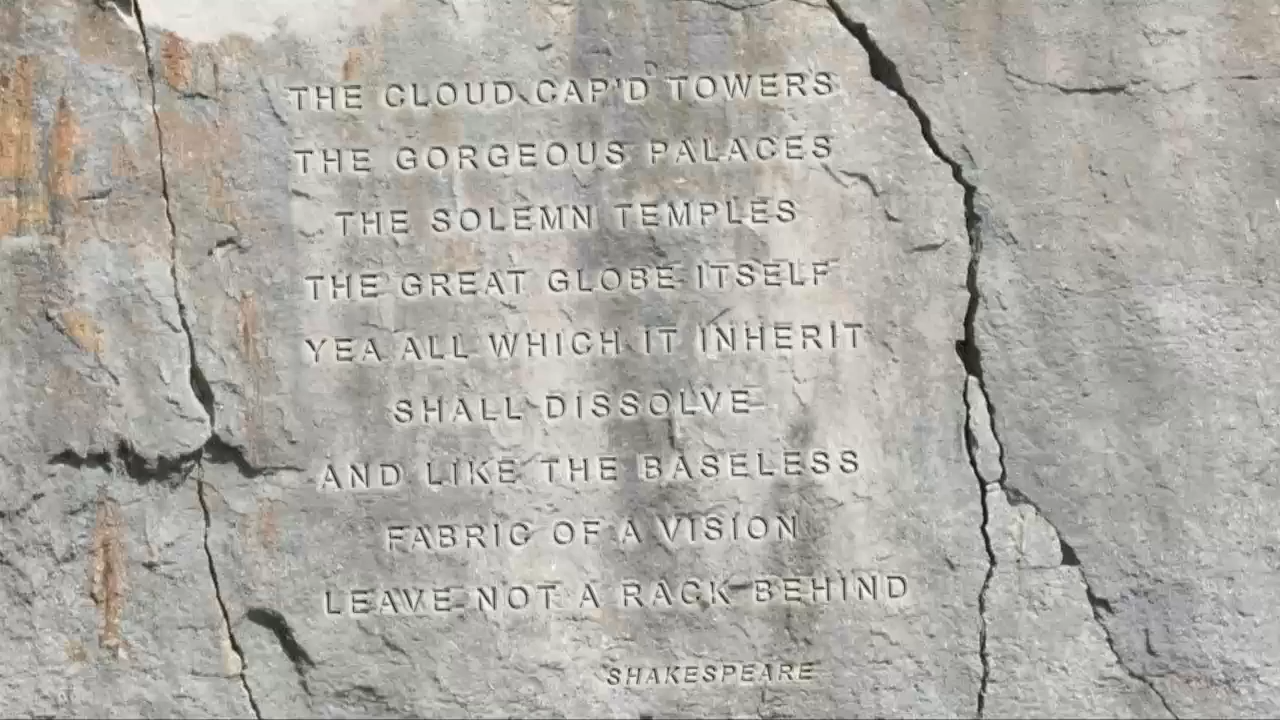 THE CLOUD CAP'D TOWERS
THE GORGEOUS PALACES
THE SOLEMN TEMPLES
THE GREAT GLOBE ITSELF
YEA ALL WHICH IT INHERIT
SHALL DISSOLVE
AND LIKE THE BASELESS
FABRIC OF A VISION
LEAVE NOT A RACK BEHIND
SHAKESPEARE